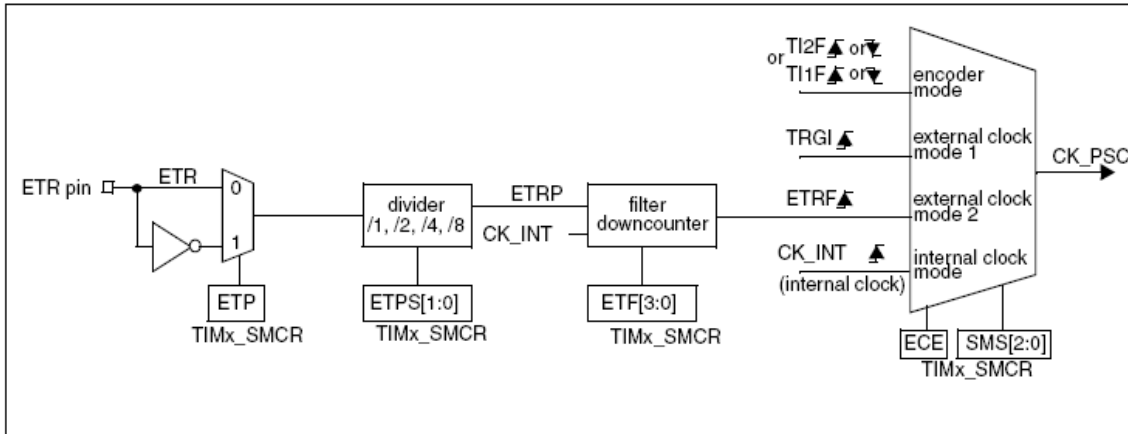 or TI2F or
TI1F or
encoder
mode
TRGI
external clock
mode 1
CK_PSC
ETR pin
ETR
0
1
divider
/1, /2, /4, /8
ETRP
CK_INT
filter
downcounter
ETRF
external clock
mode 2
CK_INT
(internal clock)
internal clock
mode
ETP
TIMx_SMCR
ETPS[1:0]
TIMx_SMCR
ETF[3:0]
TIMx_SMCR
ECE
SMS[2:0]
TIMx_SMCR